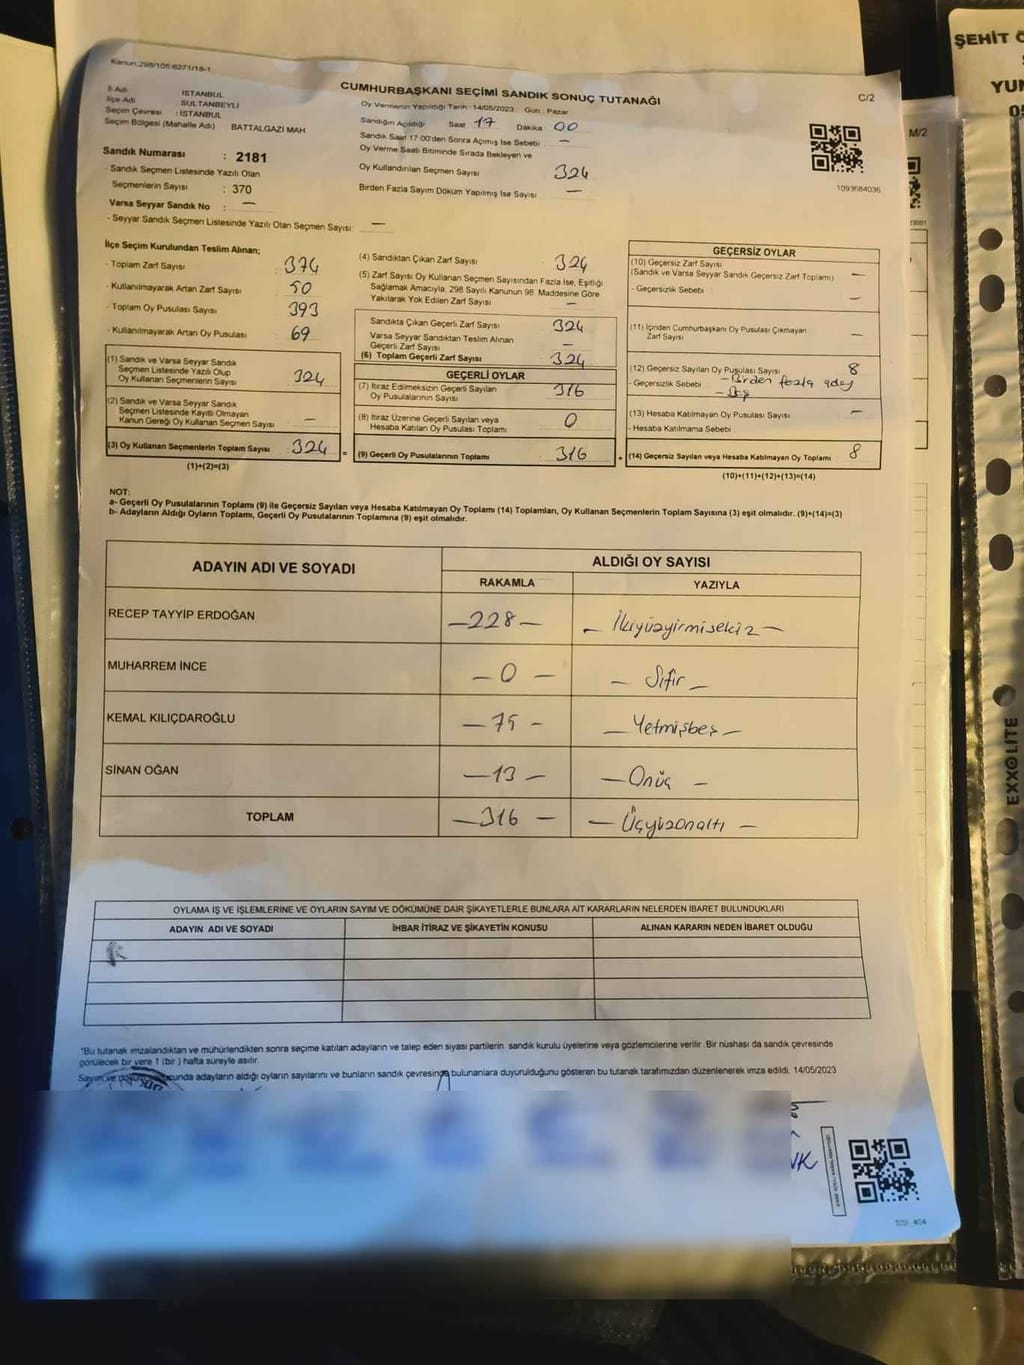 Kanun:298/105:6271/18-1
CUMHURBAŞKANI SEÇİMİ SANDIK SONUÇ TUTANAĞI
C/2
İl Adı : İSTANBUL
İlçe Adı : SULTANBEYLİ
Seçim Çevresi : İSTANBUL
Seçim Bölgesi (Mahalle Adı) BATTALGAZİ MAH
Oy Vermenin Yapıldığı Tarih : 14/05/2023 Gün : Pazar
Sandığın Açıldığı Saat 17 Dakika 00
Sandık Saat 17.00'den Sonra Açımış İse Sebebi : —
Oy Verme Saati Bitiminde Sırada Bekleyen ve
Oy Kullandırılan Seçmen Sayısı 324
Birden Fazla Sayım Döküm Yapılmış İse Sayısı —
1093684036
Sandık Numarası : 2181
- Sandık Seçmen Listesinde Yazılı Olan
Seçmenlerin Sayısı : 370
Varsa Seyyar Sandık No : —
- Seyyar Sandık Seçmen Listesinde Yazılı Olan Seçmen Sayısı: —
İlçe Seçim Kurulundan Teslim Alınan;
- Toplam Zarf Sayısı : 374
- Kullanılmayarak Artan Zarf Sayısı : 50
- Toplam Oy Pusulası Sayısı : 393
- Kullanılmayarak Artan Oy Pusulası : 69
(1) Sandık ve Varsa Seyyar Sandık
Seçmen Listesinde Yazılı Olup
Oy Kullanan Seçmenlerin Sayısı : 324
(2) Sandık ve Varsa Seyyar Sandık
Seçmen Listesinde Kayıtlı Olmayan
Kanun Gereği Oy Kullanan Seçmen Sayısı : —
(3) Oy Kullanan Seçmenlerin Toplam Sayısı : 324 =
(1)+(2)=(3)
(4) Sandıktan Çıkan Zarf Sayısı : 324
(5) Zarf Sayısı Oy Kullanan Seçmen Sayısından Fazla İse, Eşitliği
Sağlamak Amacıyla, 298 Sayılı Kanunun 98. Maddesine Göre
Yakılarak Yok Edilen Zarf Sayısı : —
Sandıkta Çıkan Geçerli Zarf Sayısı : 324
Varsa Seyyar Sandıktan Teslim Alınan
Geçerli Zarf Sayısı : —
(6) Toplam Geçerli Zarf Sayısı : 324
GEÇERLİ OYLAR
(7) İtiraz Edilmeksizin Geçerli Sayılan
Oy Pusulalarının Sayısı : 316
(8) İtiraz Üzerine Geçerli Sayılan veya
Hesaba Katılan Oy Pusulası Toplamı : 0
(9) Geçerli Oy Pusulalarının Toplamı : 316 +
GEÇERSİZ OYLAR
(10) Geçersiz Zarf Sayısı
(Sandık ve Varsa Seyyar Sandık Geçersiz Zarf Toplamı) : —
- Geçersizlik Sebebi : —
(11) İçinden Cumhurbaşkanı Oy Pusulası Çıkmayan
Zarf Sayısı :
(12) Geçersiz Sayılan Oy Pusulası Sayısı : 8
- Geçersizlik Sebebi : -Birden fazla aday
-Boş
(13) Hesaba Katılmayan Oy Pusulası Sayısı : —
- Hesaba Katılmama Sebebi :
(14) Geçersiz Sayılan veya Hesaba Katılmayan Oy Toplamı : 8
(10)+(11)+(12)+(13)=(14)
NOT:
a- Geçerli Oy Pusulalarının Toplamı (9) ile Geçersiz Sayılan veya Hesaba Katılmayan Oy Toplamı (14) Toplamları, Oy Kullanan Seçmenlerin Toplam Sayısına (3) eşit olmalıdır. (9)+(14)=(3)
b- Adayların Aldığı Oyların Toplamı, Geçerli Oy Pusulalarının Toplamına (9) eşit olmalıdır.
ADAYIN ADI VE SOYADI ALDIĞI OY SAYISI
RAKAMLA YAZIYLA
RECEP TAYYİP ERDOĞAN —228— — İkiyüzyirmisekiz —
MUHARREM İNCE —0— — Sıfır —
KEMAL KILIÇDAROĞLU —75— — Yetmişbeş —
SİNAN OĞAN —13— — Onüç —
TOPLAM —316— — Üçyüzonaltı —
OYLAMA İŞ VE İŞLEMLERİNE VE OYLARIN SAYIM VE DÖKÜMÜNE DAİR ŞİKAYETLERLE BUNLARA AİT KARARLARIN NELERDEN İBARET BULUNDUKLARI
ADAYIN ADI VE SOYADI İHBAR İTİRAZ VE ŞİKAYETİN KONUSU ALINAN KARARIN NEDEN İBARET OLDUĞU
"Bu tutanak imzalandıktan ve mühürlendikten sonra seçime katılan adayların ve talep eden siyasi partilerin sandık kurulu üyelerine veya gözlemcilerine verilir. Bir nüshası da sandık çevresinde
görülecek bir yere 1 (bir) hafta süreyle asılır.
Sayım ve adayların aldığı oyların sayılarını ve bunların sandık çevresinde bulunanlara duyurulduğunu gösteren bu tutanak tarafımızdan düzenlenerek imza edildi. 14/05/2023
ŞEHİT
YUN
M/2
EXXOLITE